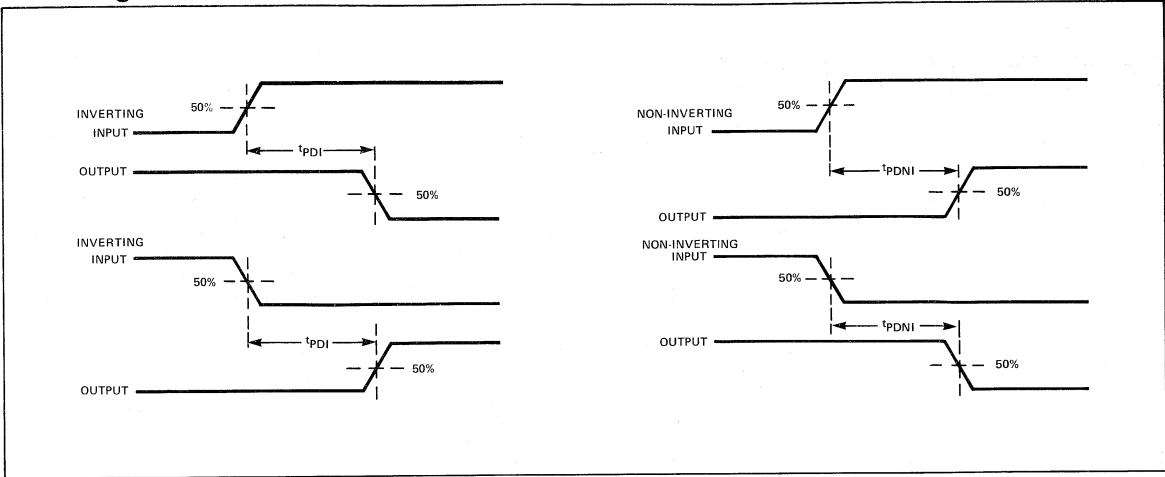 50%
INVERTING
INPUT
tPDI
OUTPUT
50%
INVERTING
INPUT
50%
tPDI
50%
OUTPUT
50%
NON-INVERTING
INPUT
tPDNI
50%
OUTPUT
NON-INVERTING
INPUT
50%
tPDNI
OUTPUT
50%